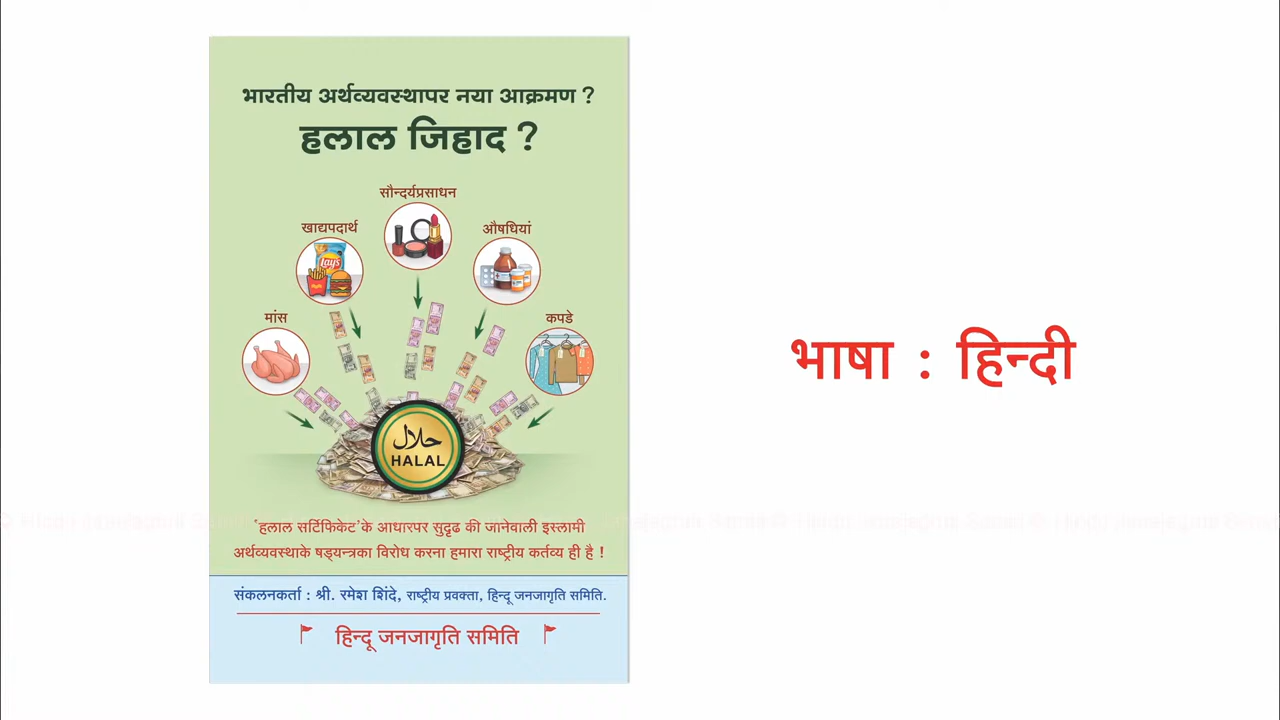 भारतीय अर्थव्यवस्थापर नया आक्रमण ?
हलाल जिहाद ?
सौन्दर्यप्रसाधन
खाद्यपदार्थ
औषधियां
Lay's
मांस
कपडे
حلال
HALAL
'हलाल सर्टिफिकेट'के आधारपर सुदृढ की जानेवाली इस्लामी
अर्थव्यवस्थाके षड्यन्त्रका विरोध करना हमारा राष्ट्रीय कर्तव्य ही है !
संकलनकर्ता : श्री. रमेश शिंदे, राष्ट्रीय प्रवक्ता, हिन्दू जनजागृति समिति.
हिन्दू जनजागृति समिति
भाषा : हिन्दी